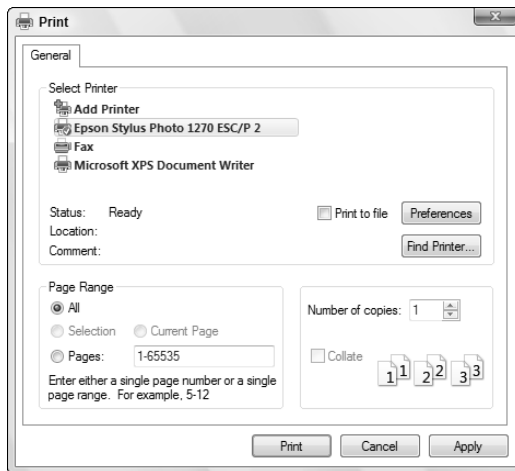 Print
General
Select Printer
Add Printer
Epson Stylus Photo 1270 ESC/P 2
Fax
Microsoft XPS Document Writer
Status: Ready
Print to file
Preferences
Location:
Comment:
Find Printer...
Page Range
All
Selection
Current Page
Pages: 1-65535
Enter either a single page number or a single
page range. For example, 5-12
Number of copies: 1
Collate
1 1 2 2 3 3
Print
Cancel
Apply